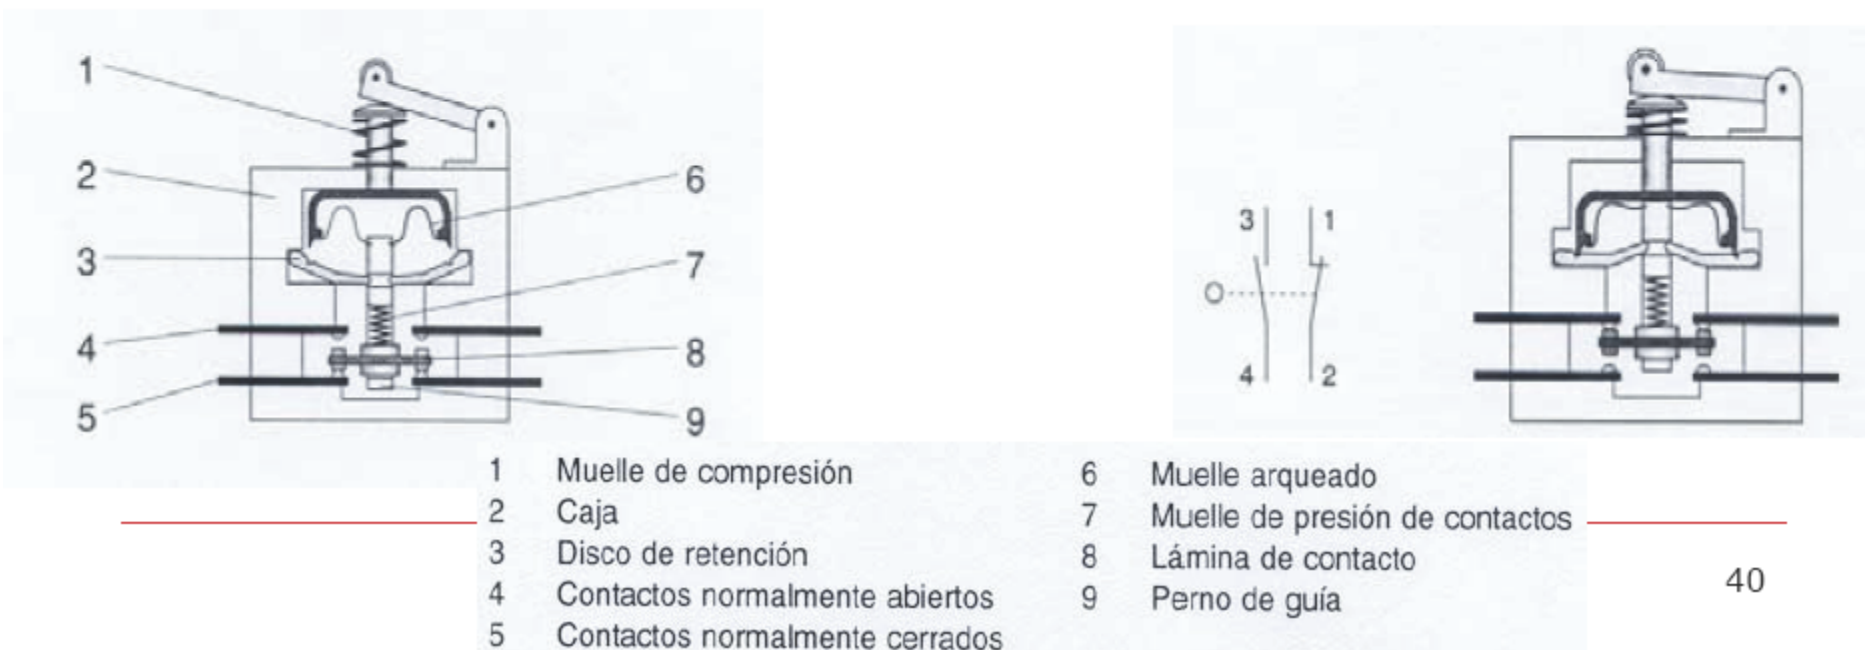 1
2
3
4
5
6
7
8
9
3 1
4 2
1 Muelle de compresión
2 Caja
3 Disco de retención
4 Contactos normalmente abiertos
5 Contactos normalmente cerrados
6 Muelle arqueado
7 Muelle de presión de contactos
8 Lámina de contacto
9 Perno de guía
40